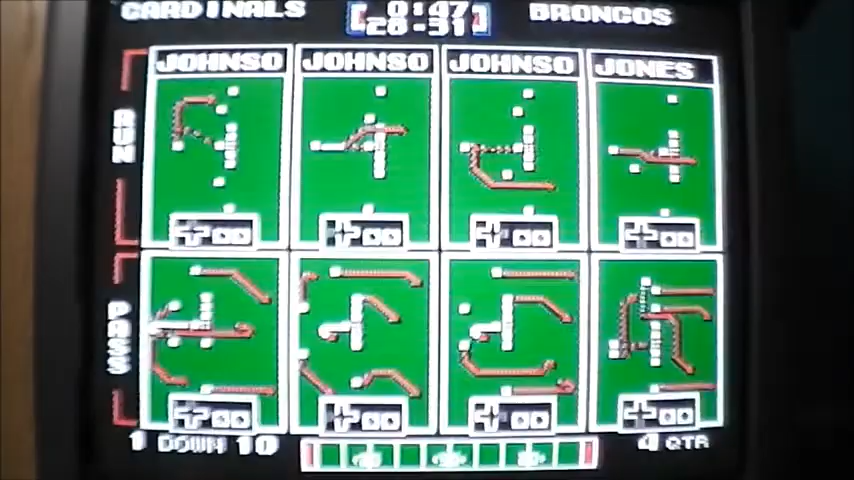 CARDINALS 0:47 BRONCOS
28-31
JOHNSO JOHNSO JOHNSO JONES
RUN
PASS
1 DOWN 10 4 QTR